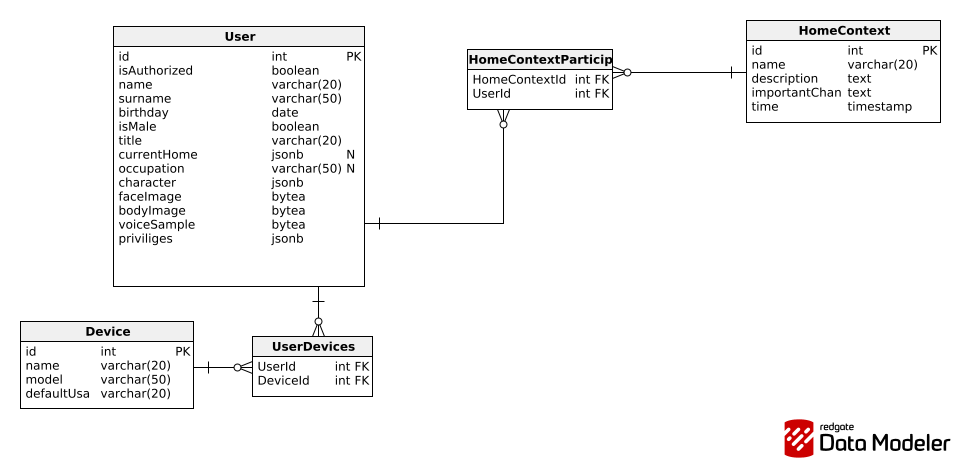 User
id int PK
isAuthorized boolean
name varchar(20)
surname varchar(50)
birthday date
isMale boolean
title varchar(20)
currentHome jsonb N
occupation varchar(50) N
character jsonb
faceImage bytea
bodyImage bytea
voiceSample bytea
priviliges jsonb
HomeContextParticip
HomeContextId int FK
UserId int FK
HomeContext
id int PK
name varchar(20)
description text
importantChan text
time timestamp
Device
id int PK
name varchar(20)
model varchar(50)
defaultUsa varchar(20)
UserDevices
UserId int FK
DeviceId int FK
redgate
Data Modeler